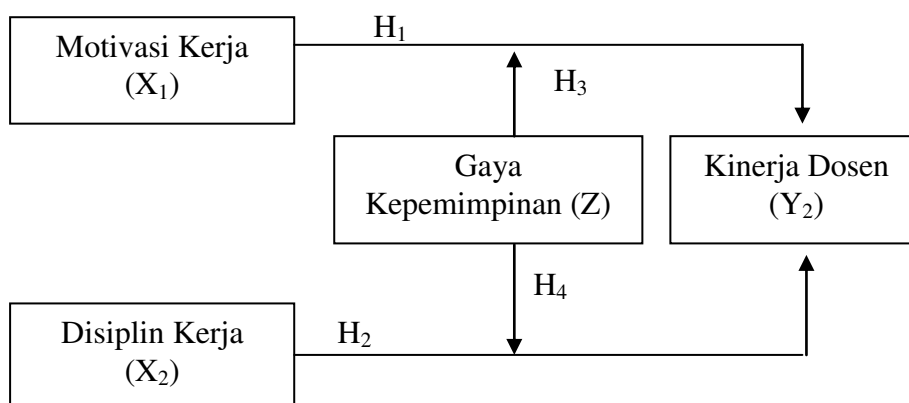 H₁
Motivasi Kerja
(X₁)
H₃
Gaya
Kepemimpinan (Z)
Kinerja Dosen
(Y₂)
H₄
Disiplin Kerja
(X₂)
H₂